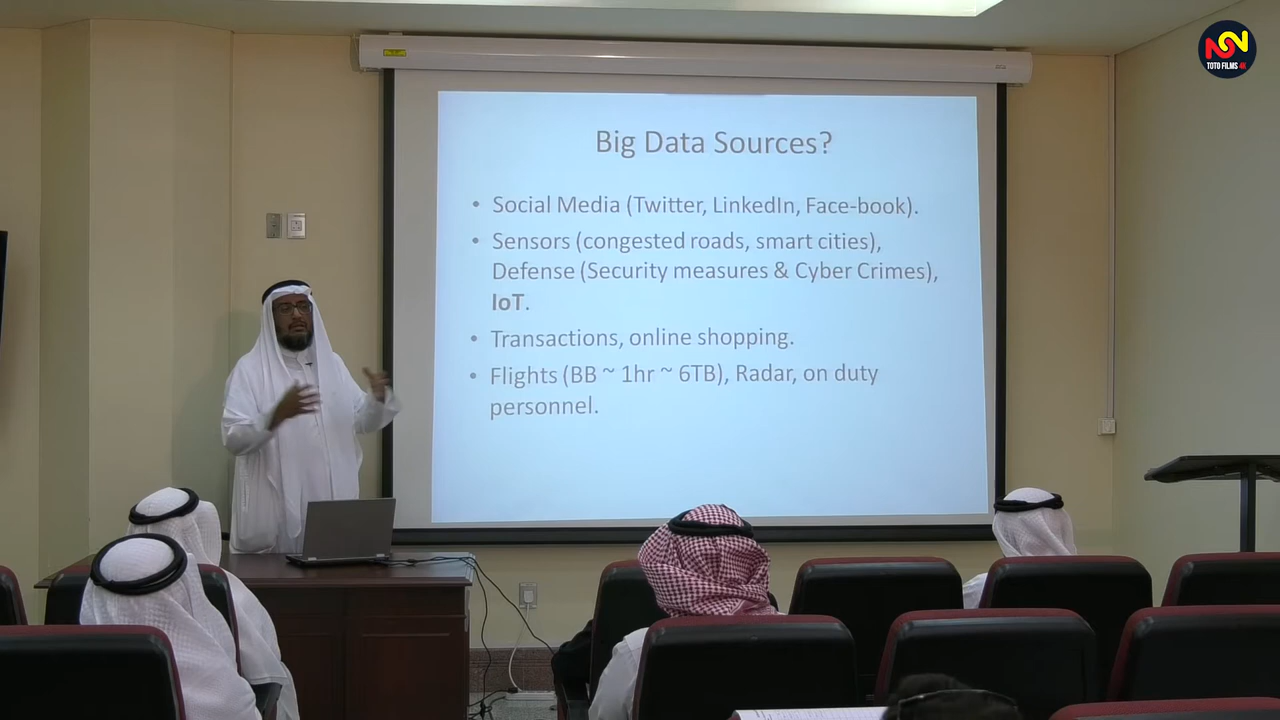 TOTO FILMS 4K
Big Data Sources?
• Social Media (Twitter, LinkedIn, Face-book).
• Sensors (congested roads, smart cities),
Defense (Security measures & Cyber Crimes),
IoT.
• Transactions, online shopping.
• Flights (BB ~ 1hr ~ 6TB), Radar, on duty
personnel.